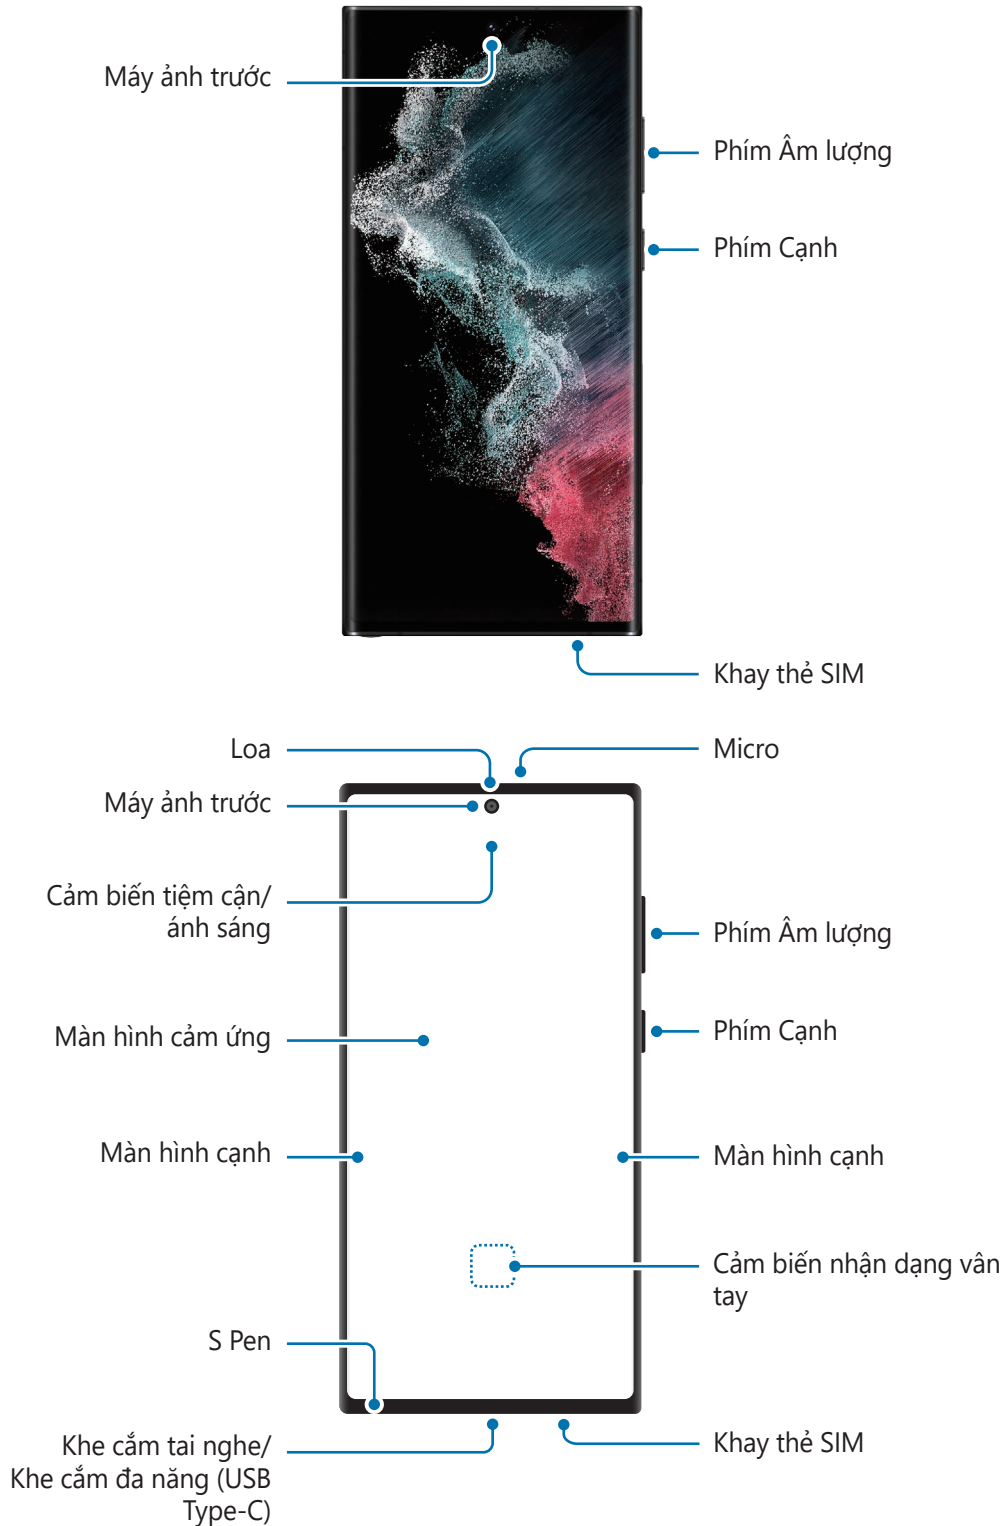 Máy ảnh trước
Phím Âm lượng
Phím Cạnh
Khay thẻ SIM
Loa
Micro
Máy ảnh trước
Cảm biến tiệm cận/
ánh sáng
Phím Âm lượng
Màn hình cảm ứng
Phím Cạnh
Màn hình cạnh
Màn hình cạnh
Cảm biến nhận dạng vân
tay
S Pen
Khe cắm tai nghe/
Khe cắm đa năng (USB
Type-C)
Khay thẻ SIM